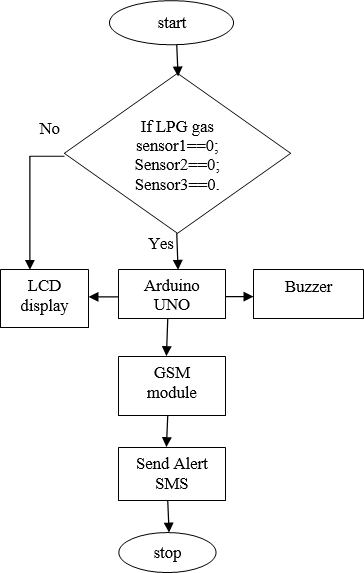 start
No
If LPG gas
sensor1==0;
Sensor2==0;
Sensor3==0.
Yes
LCD
display
Arduino
UNO
Buzzer
GSM
module
Send Alert
SMS
stop